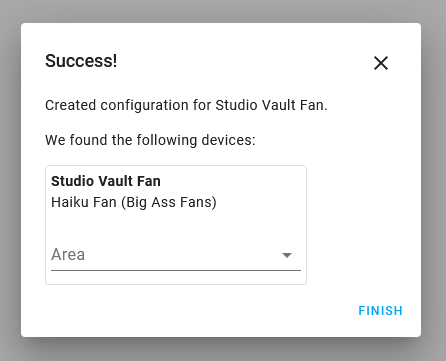 Success!
Created configuration for Studio Vault Fan.
We found the following devices:
Studio Vault Fan
Haiku Fan (Big Ass Fans)
Area
FINISH